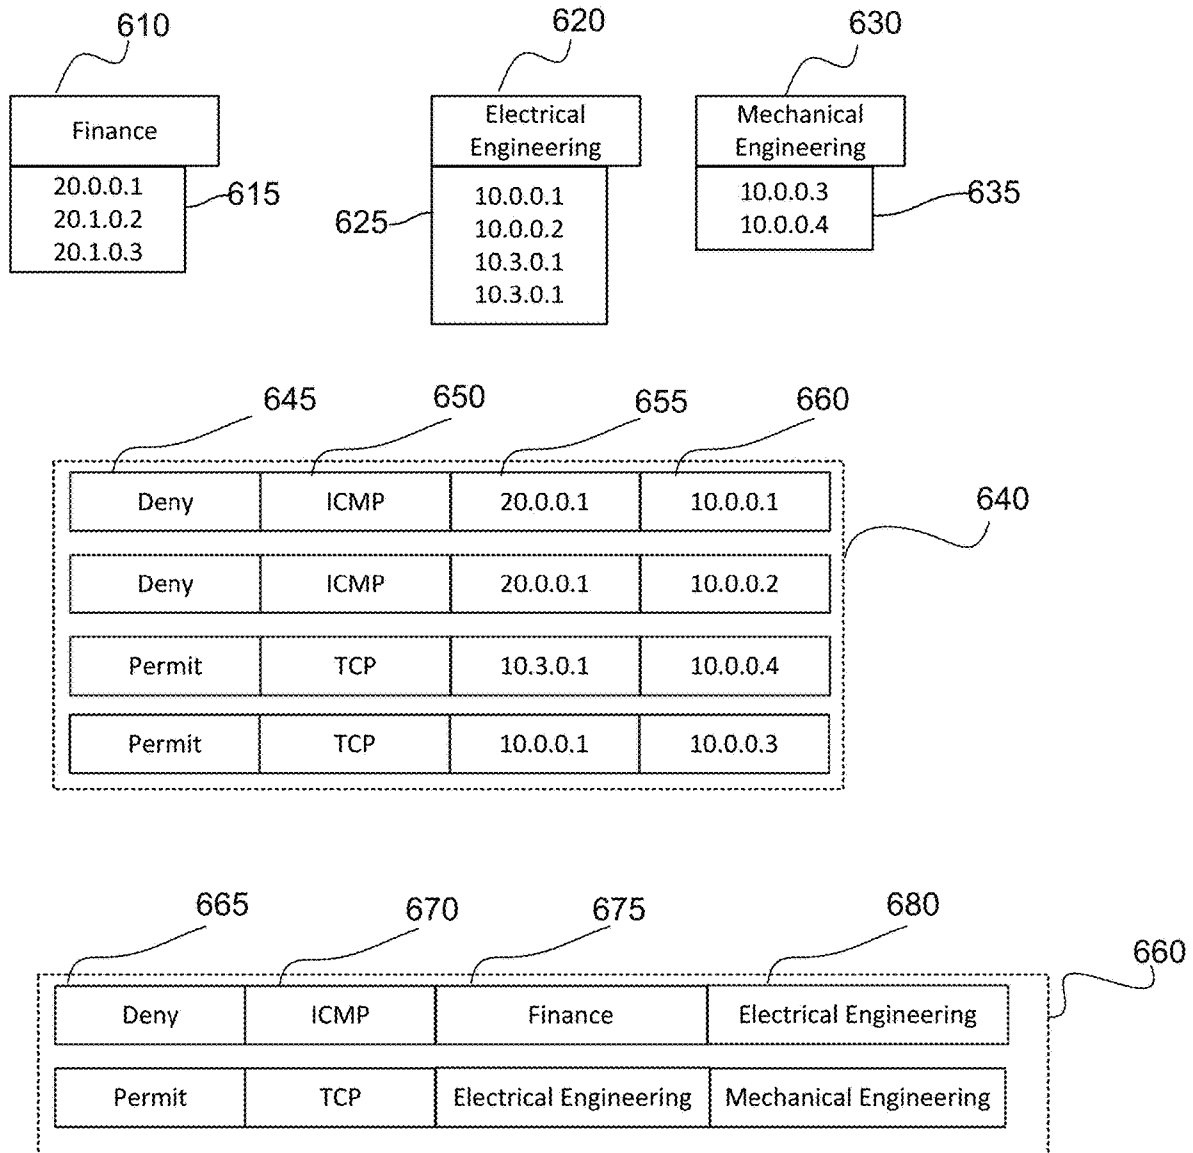 610
620
630
Finance
Electrical
Engineering
Mechanical
Engineering
20.0.0.1
20.1.0.2
20.1.0.3
615
625
10.0.0.1
10.0.0.2
10.3.0.1
10.3.0.1
10.0.0.3
10.0.0.4
635
645 650 655 660
Deny ICMP 20.0.0.1 10.0.0.1
640
Deny ICMP 20.0.0.1 10.0.0.2
Permit TCP 10.3.0.1 10.0.0.4
Permit TCP 10.0.0.1 10.0.0.3
665 670 675 680
660
Deny ICMP Finance Electrical Engineering
Permit TCP Electrical Engineering Mechanical Engineering